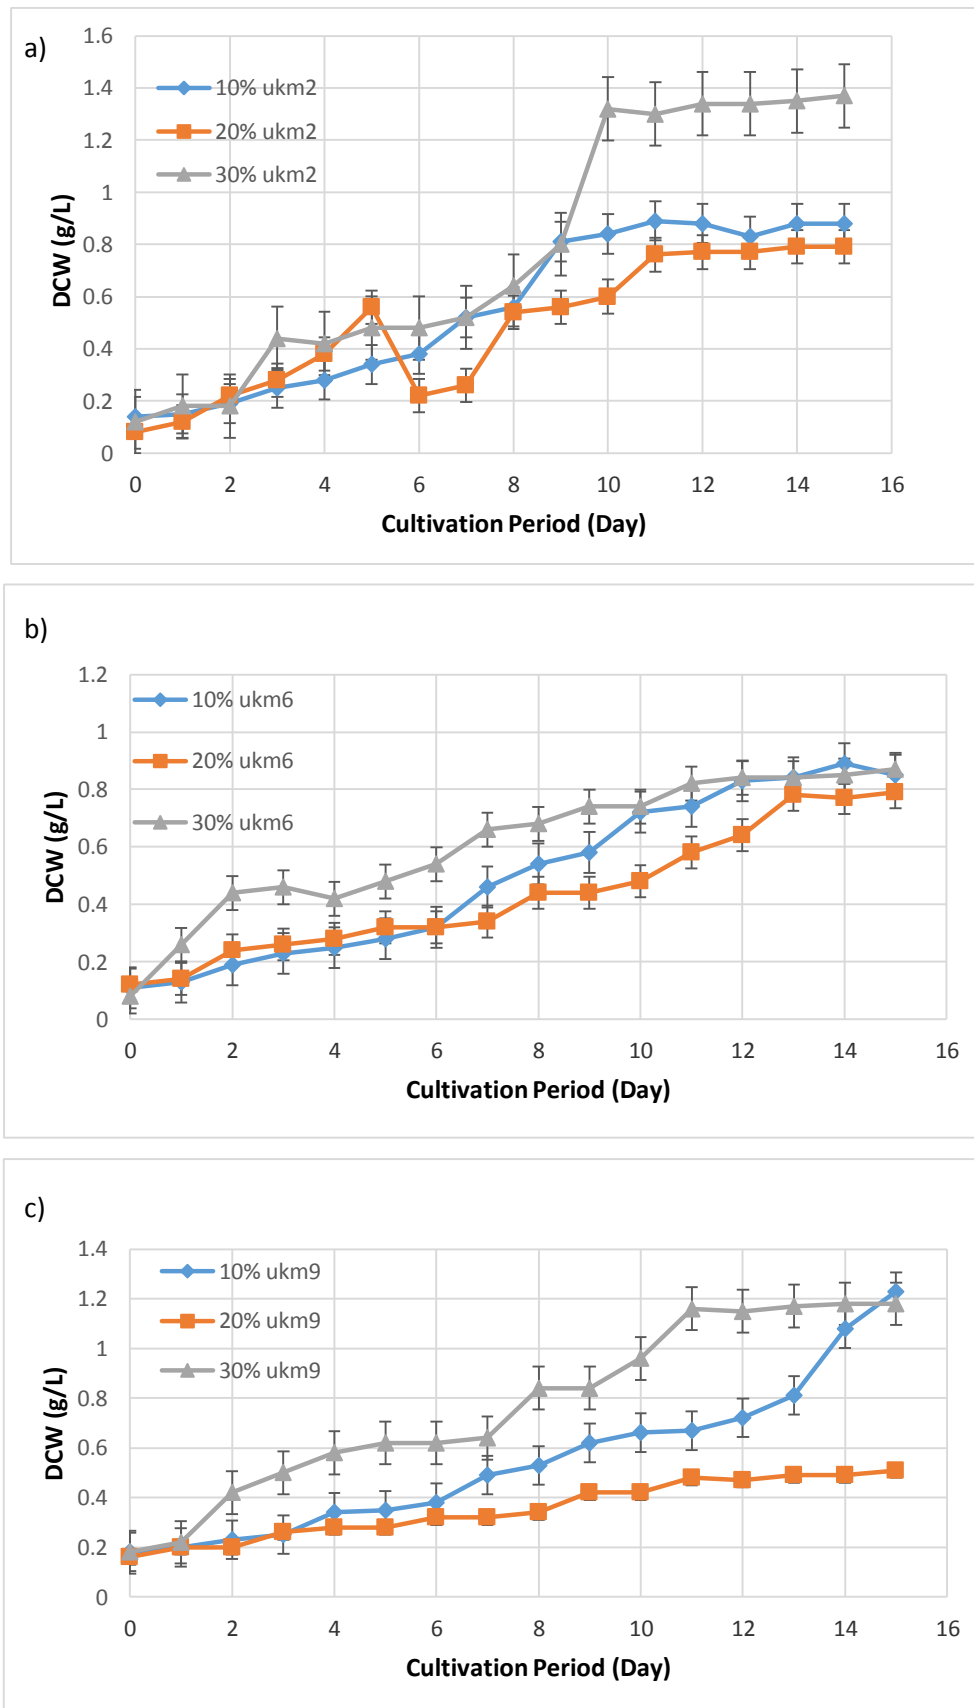 a)
1.6
1.4
1.2
1
0.8
0.6
0.4
0.2
0
DCW (g/L)
10% ukm2
20% ukm2
30% ukm2
0 2 4 6 8 10 12 14 16
Cultivation Period (Day)
b)
1.2
1
0.8
0.6
0.4
0.2
0
DCW (g/L)
10% ukm6
20% ukm6
30% ukm6
0 2 4 6 8 10 12 14 16
Cultivation Period (Day)
c)
1.4
1.2
1
0.8
0.6
0.4
0.2
0
DCW (g/L)
10% ukm9
20% ukm9
30% ukm9
0 2 4 6 8 10 12 14 16
Cultivation Period (Day)